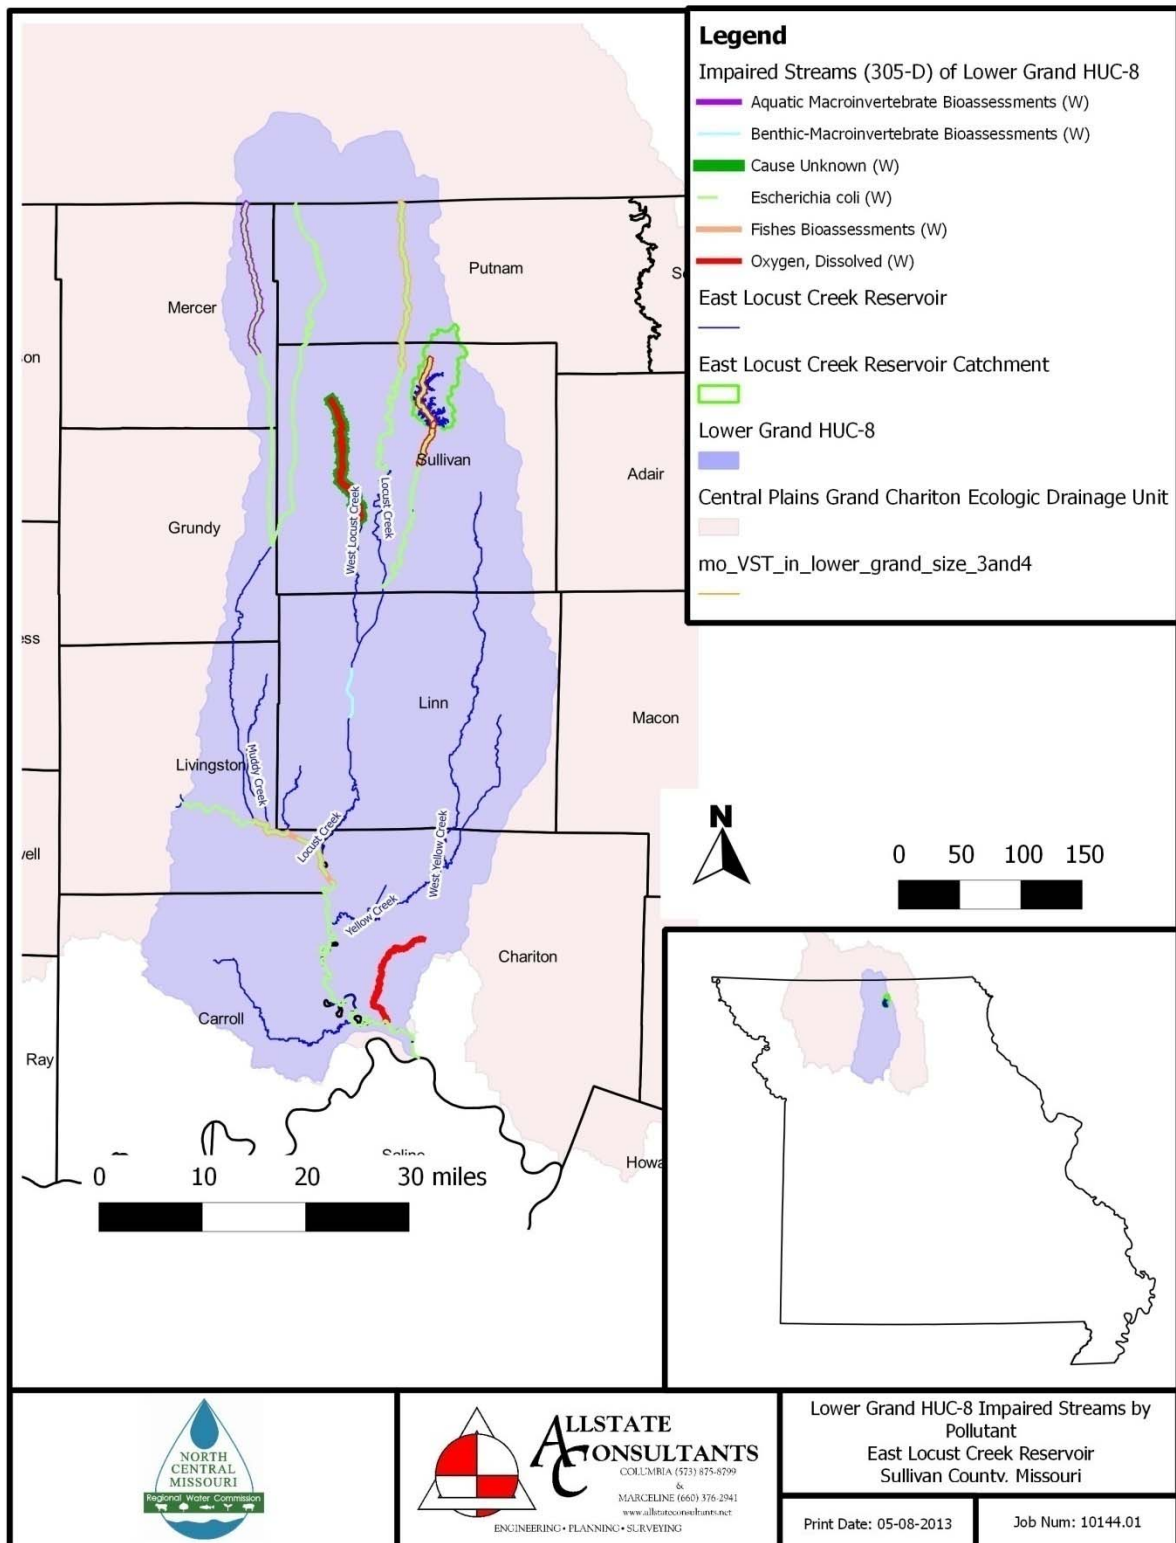 Legend
Impaired Streams (305-D) of Lower Grand HUC-8
Aquatic Macroinvertebrate Bioassessments (W)
Benthic-Macroinvertebrate Bioassessments (W)
Cause Unknown (W)
Escherichia coli (W)
Fishes Bioassessments (W)
Oxygen, Dissolved (W)
East Locust Creek Reservoir
East Locust Creek Reservoir Catchment
Lower Grand HUC-8
Central Plains Grand Chariton Ecologic Drainage Unit
mo_VST_in_lower_grand_size_3and4
Putnam
Sc
Mercer
on
Sullivan
Adair
West Locust Creek
Locust Creek
Grundy
ess
Linn
Macon
Livingston
Muddy Creek
vell
Locust Creek
West Yellow Creek
Yellow Creek
Chariton
Carroll
Ray
Saline
Howa
N
0 50 100 150
0 10 20 30 miles
NORTH
CENTRAL
MISSOURI
Regional Water Commission
ALLSTATE
CONSULTANTS
COLUMBIA (573) 875-8799
&
MARCELINE (660) 376-2941
www.allstateconsultants.net
ENGINEERING • PLANNING • SURVEYING
Lower Grand HUC-8 Impaired Streams by
Pollutant
East Locust Creek Reservoir
Sullivan County, Missouri
Print Date: 05-08-2013
Job Num: 10144.01